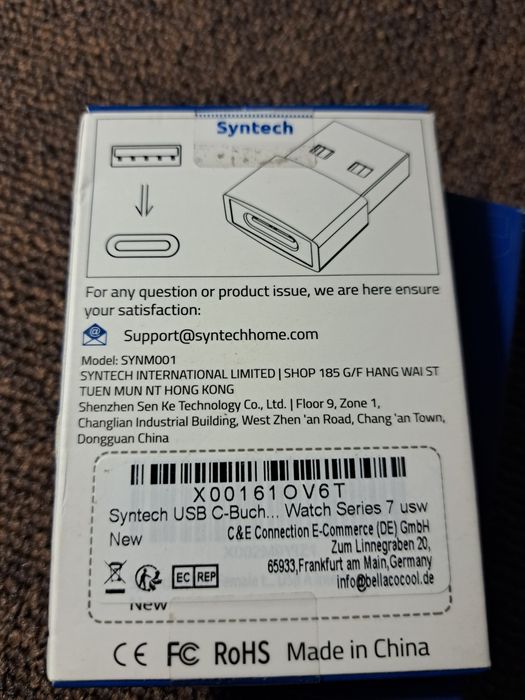 Syntech
For any question or product issue, we are here ensure
your satisfaction:
Support@syntechhome.com
Model: SYNM001
SYNTECH INTERNATIONAL LIMITED | SHOP 185 G/F HANG WAI ST
TUEN MUN NT HONG KONG
Shenzhen Sen Ke Technology Co., Ltd. | Floor 9, Zone 1,
Changlian Industrial Building, West Zhen 'an Road, Chang 'an Town,
Dongguan China
X00161OV6T
Syntech USB C-Buch... Watch Series 7 usw
New
C&E Connection E-Commerce (DE) GmbH
Zum Linnegraben 20,
65933,Frankfurt am Main,Germany
info@bellacocool.de
EC REP
New
CE FC RoHS Made in China